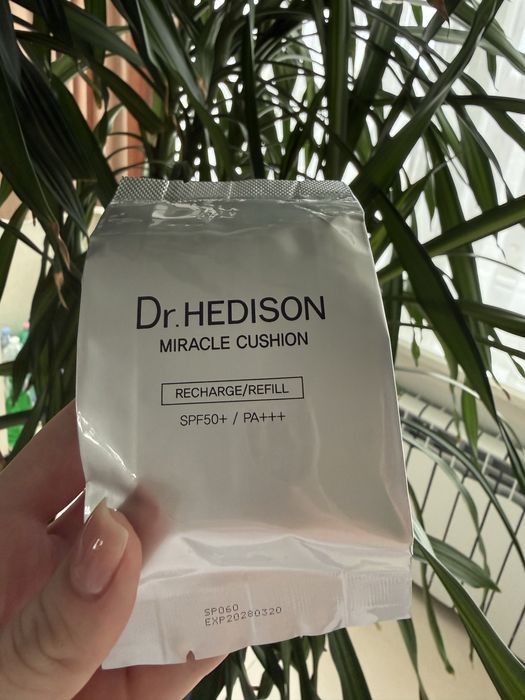 Dr.HEDISON
MIRACLE CUSHION
RECHARGE/REFILL
SPF50+ / PA+++
SP060
EXP20280320